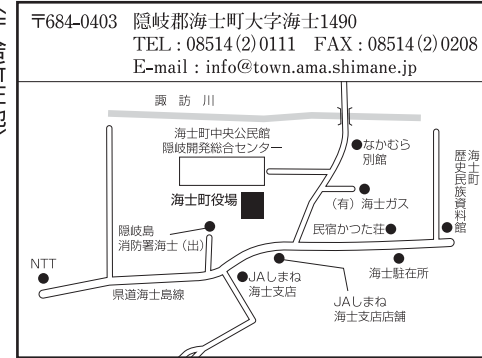 〒684-0403 隠岐郡海士町大字海士1490
TEL：08514(2)0111 FAX：08514(2)0208
E-mail：info@town.ama.shimane.jp
諏訪川
海士町中央公民館
隠岐開発総合センター
なかむら
別館
海士町役場
(有) 海士ガス
海士町
歴史民族資料館
隠岐島
消防署海士（出）
民宿かつた荘
NTT
県道海士島線
JAしまね
海士支店
海士駐在所
JAしまね
海士支店店舗